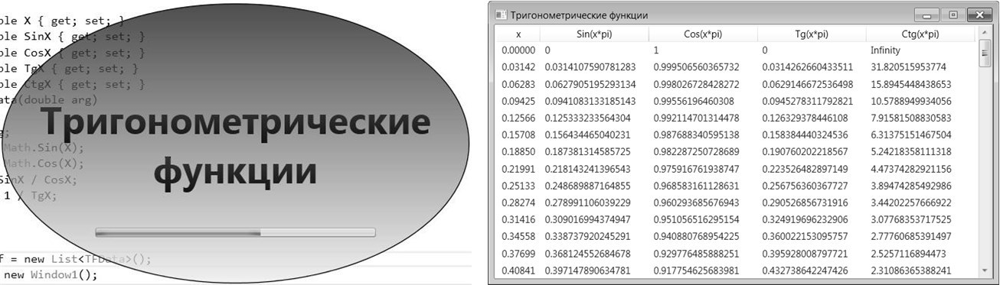 ble X { get; set; }
ble SinX { get; set; }
ble CosX { get; set; }
ble TgX { get; set; }
ble CtgX { get; set; }
ata(double arg)
g;
Math.Sin(X);
Math.Cos(X);
SinX / CosX;
1 / TgX;
f = new List<TFData>();
new Window1();
Тригонометрические
функции
Тригонометрические функции
x Sin(x*pi) Cos(x*pi) Tg(x*pi) Ctg(x*pi)
0.00000 0 1 0 Infinity
0.03142 0.0314107590781283 0.999506560365732 0.0314262660433511 31.820515953774
0.06283 0.0627905195293134 0.998026728428272 0.0629146672536498 15.8945448438653
0.09425 0.0941083133185143 0.99556196460308 0.0945278311792821 10.5788949934056
0.12566 0.125333233564304 0.992114701314478 0.126329378446108 7.91581508830583
0.15708 0.156434465040231 0.987688340595138 0.158384440324536 6.31375151467504
0.18850 0.187381314585725 0.982287250728689 0.190760202218567 5.24218358111318
0.21991 0.218143241396543 0.975916761938747 0.223526482897149 4.47374282921156
0.25133 0.248689887164855 0.968583161128631 0.256756360367727 3.89474285492986
0.28274 0.278991106039229 0.960293685676943 0.290526856731916 3.44202257666922
0.31416 0.309016994374947 0.951056516295154 0.324919696232906 3.07768353717525
0.34558 0.338737920245291 0.940880768954225 0.360022153095757 2.77760685391497
0.37699 0.368124552684678 0.929776485888251 0.395928008797721 2.5257116894473
0.40841 0.397147890634781 0.917754625683981 0.432738642247426 2.31086365388241